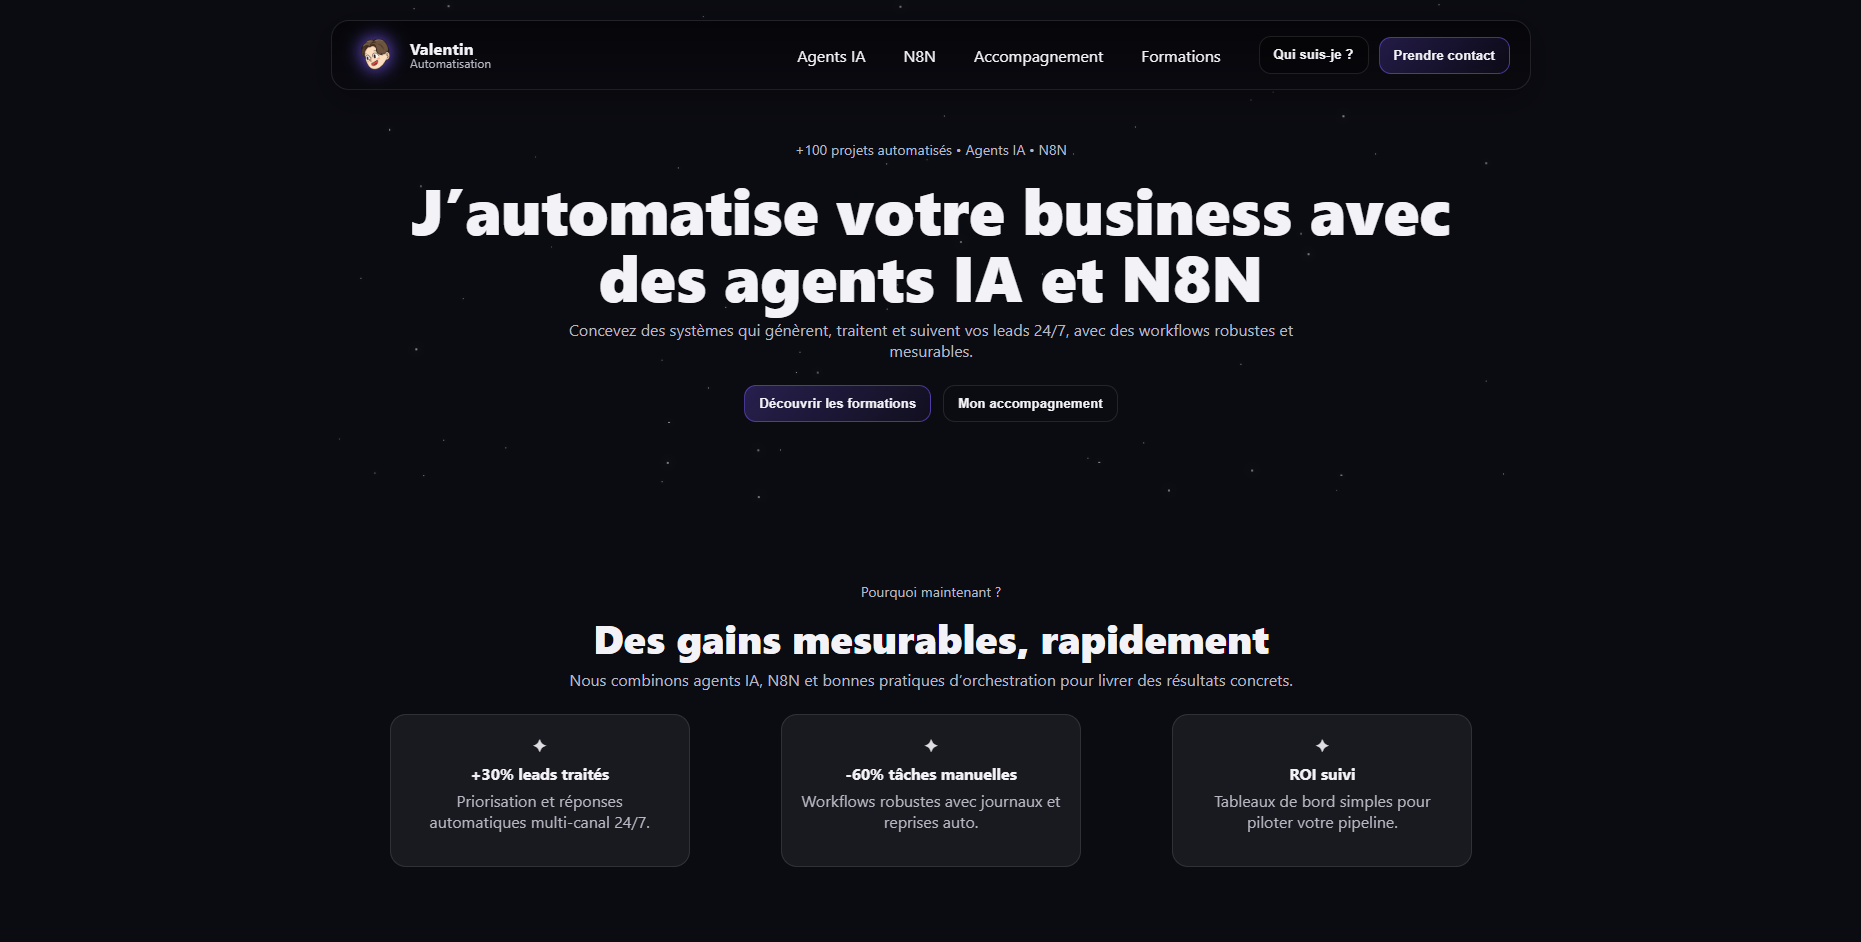 Valentin
Automatisation
Agents IA
N8N
Accompagnement
Formations
Qui suis-je ?
Prendre contact
+100 projets automatisés • Agents IA • N8N
J’automatise votre business avec
des agents IA et N8N
Concevez des systèmes qui génèrent, traitent et suivent vos leads 24/7, avec des workflows robustes et
mesurables.
Découvrir les formations
Mon accompagnement
Pourquoi maintenant ?
Des gains mesurables, rapidement
Nous combinons agents IA, N8N et bonnes pratiques d’orchestration pour livrer des résultats concrets.
+30% leads traités
Priorisation et réponses
automatiques multi-canal 24/7.
-60% tâches manuelles
Workflows robustes avec journaux et
reprises auto.
ROI suivi
Tableaux de bord simples pour
piloter votre pipeline.